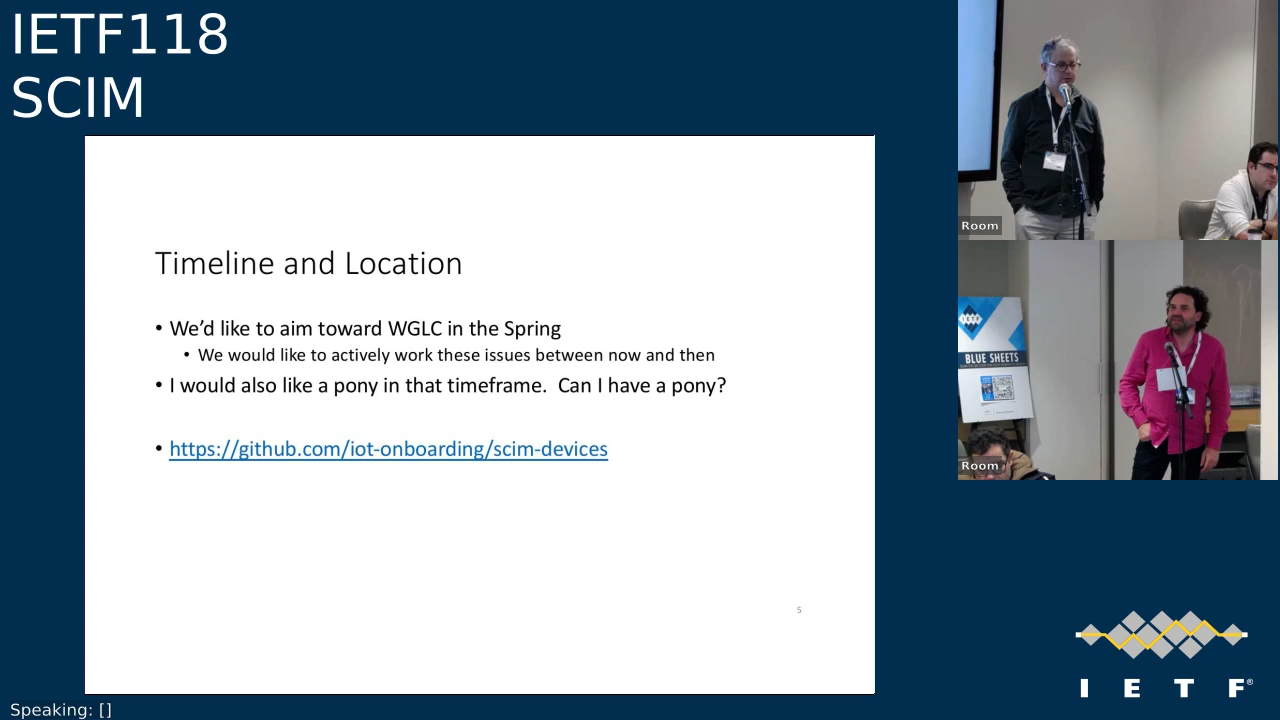 IETF118
SCIM
Timeline and Location
• We’d like to aim toward WGLC in the Spring
• We would like to actively work these issues between now and then
• I would also like a pony in that timeframe.  Can I have a pony?
• https://github.com/iot-onboarding/scim-devices
5
Room
BLUE SHEETS
Room
I E T F®
Speaking: []